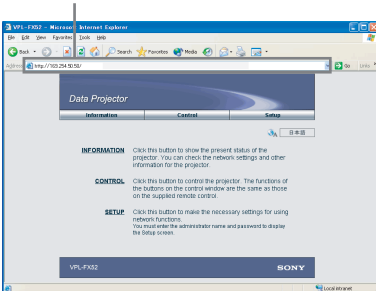 VPL-FX52 - Microsoft Internet Explorer
File Edit View Favorites Tools Help
Back Search Favorites Media
Address http://163.254.50.50/ Go Links
Data Projector
Information Control Setup
日本語
INFORMATION Click this button to show the present status of the
projector. You can check the network settings and other
information for the projector.
CONTROL Click this button to control the projector. The functions of
the buttons on the control window are the same as those
on the supplied remote control.
SETUP Click this button to make the necessary settings for using
network functions.
You must enter the administrator name and password to display
the Setup screen.
VPL-FX52 SONY
Local intranet